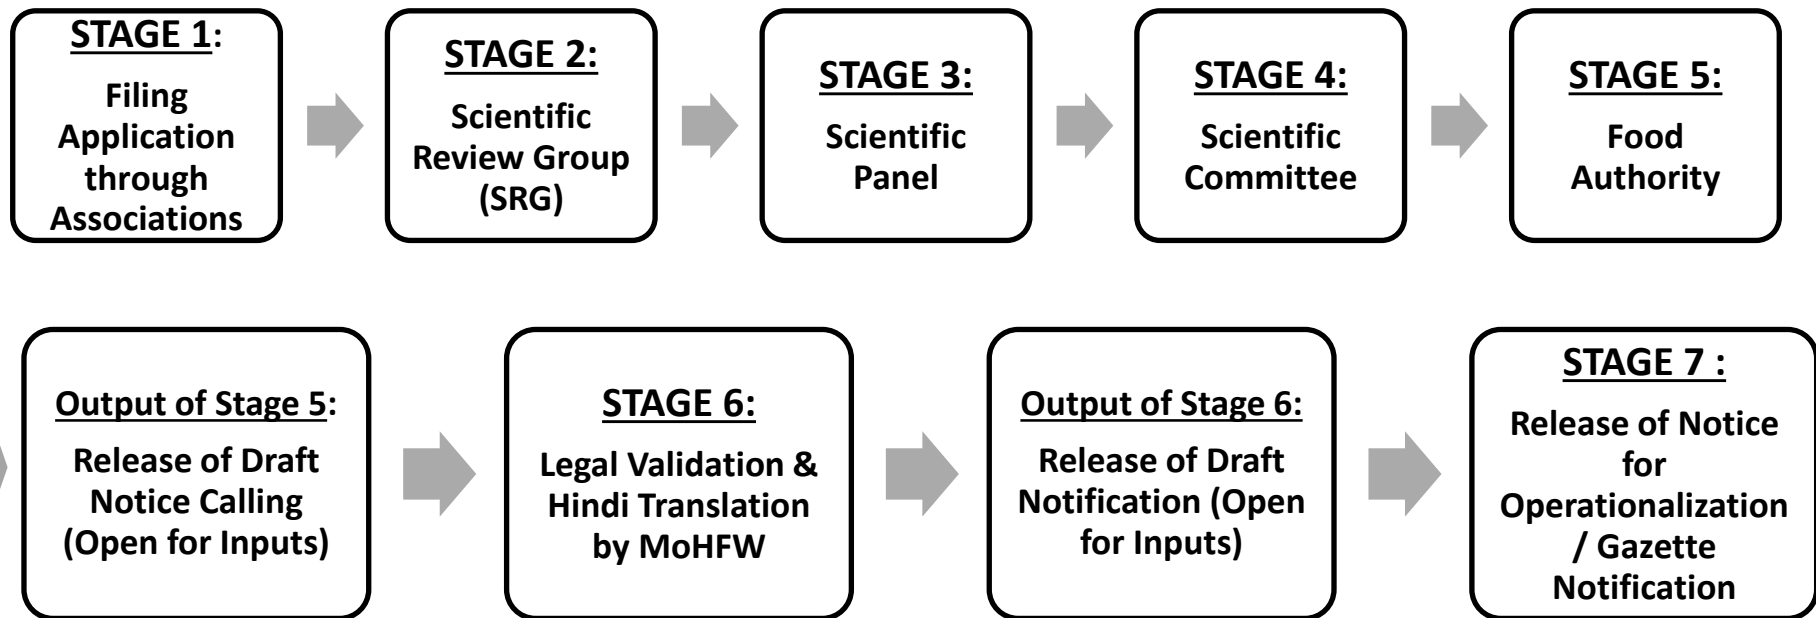 STAGE 1:
Filing
Application
through
Associations
STAGE 2:
Scientific
Review Group
(SRG)
STAGE 3:
Scientific
Panel
STAGE 4:
Scientific
Committee
STAGE 5:
Food
Authority
Output of Stage 5:
Release of Draft
Notice Calling
(Open for Inputs)
STAGE 6:
Legal Validation &
Hindi Translation
by MoHFW
Output of Stage 6:
Release of Draft
Notification (Open
for Inputs)
STAGE 7 :
Release of Notice
for
Operationalization
/ Gazette
Notification